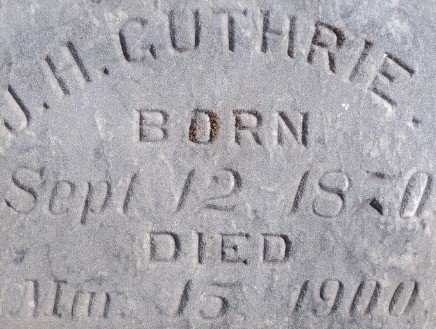 J. H. GUTHRIE.
BORN
Sept. 12, 1870
DIED
Mar. 15, 1900.